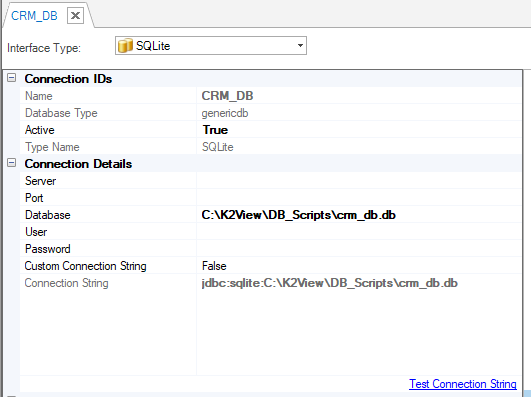 CRM_DB
Interface Type: SQLite
Connection IDs
Name CRM_DB
Database Type genericdb
Active True
Type Name SQLite
Connection Details
Server
Port
Database C:\K2View\DB_Scripts\crm_db.db
User
Password
Custom Connection String False
Connection String jdbc:sqlite:C:\K2View\DB_Scripts\crm_db.db
Test Connection String